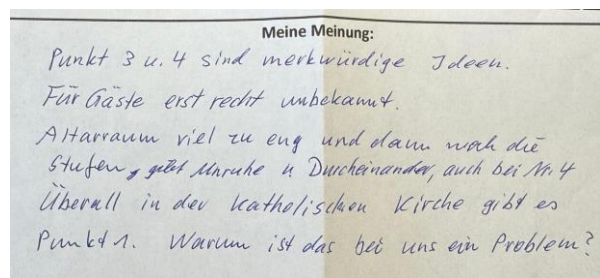 Meine Meinung:
Punkt 3 u. 4 sind merkwürdige Ideen.
Für Gäste erst recht unbekannt.
Altarraum viel zu eng und dann noch die
Stufen, gibt Unruhe u Durcheinander, auch bei Nr. 4
Überall in der katholischen Kirche gibt es
Punkt 1. Warum ist das bei uns ein Problem?